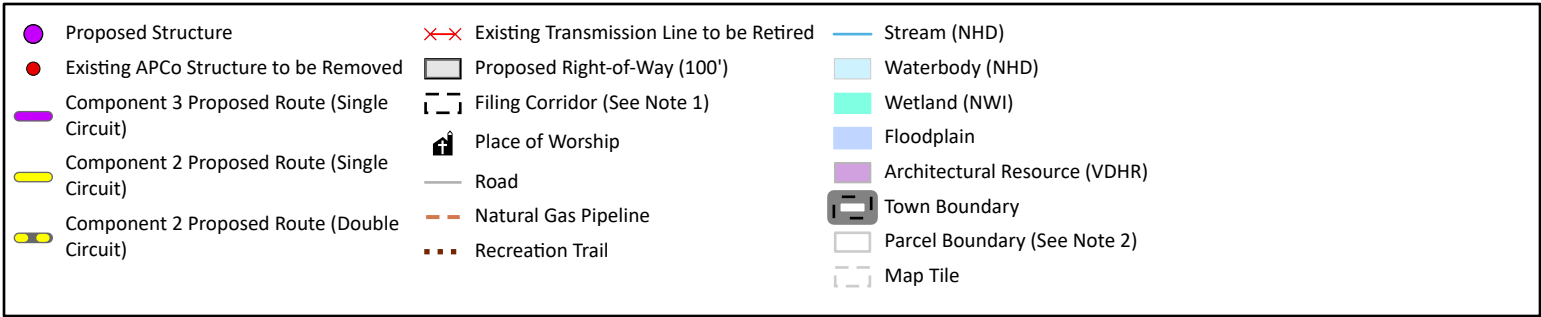 Proposed Structure
Existing APCo Structure to be Removed
Component 3 Proposed Route (Single
Circuit)
Component 2 Proposed Route (Single
Circuit)
Component 2 Proposed Route (Double
Circuit)
Existing Transmission Line to be Retired
Proposed Right-of-Way (100')
Filing Corridor (See Note 1)
Place of Worship
Road
Natural Gas Pipeline
Recreation Trail
Stream (NHD)
Waterbody (NHD)
Wetland (NWI)
Floodplain
Architectural Resource (VDHR)
Town Boundary
Parcel Boundary (See Note 2)
Map Tile